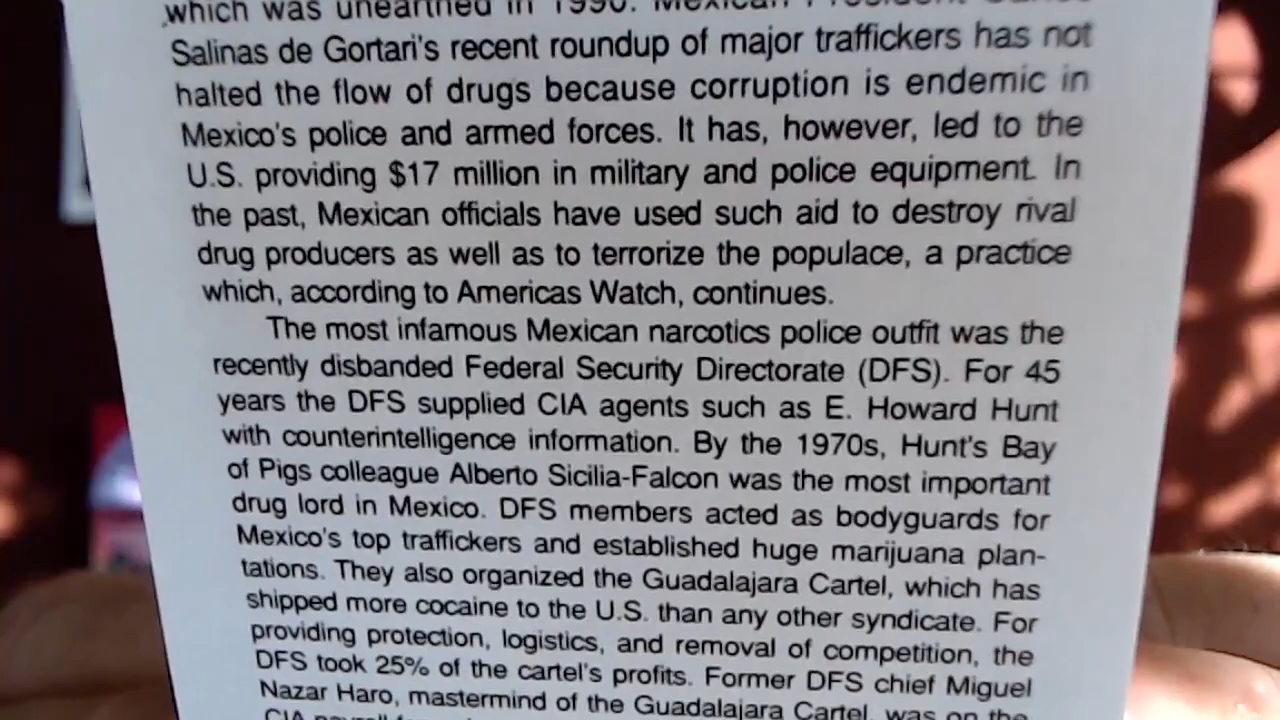 which was unearthed in 1990. Mexican President
Salinas de Gortari's recent roundup of major traffickers has not
halted the flow of drugs because corruption is endemic in
Mexico's police and armed forces. It has, however, led to the
U.S. providing $17 million in military and police equipment. In
the past, Mexican officials have used such aid to destroy rival
drug producers as well as to terrorize the populace, a practice
which, according to Americas Watch, continues.
The most infamous Mexican narcotics police outfit was the
recently disbanded Federal Security Directorate (DFS). For 45
years the DFS supplied CIA agents such as E. Howard Hunt
with counterintelligence information. By the 1970s, Hunt's Bay
of Pigs colleague Alberto Sicilia-Falcon was the most important
drug lord in Mexico. DFS members acted as bodyguards for
Mexico's top traffickers and established huge marijuana plan-
tations. They also organized the Guadalajara Cartel, which has
shipped more cocaine to the U.S. than any other syndicate. For
providing protection, logistics, and removal of competition, the
DFS took 25% of the cartel's profits. Former DFS chief Miguel
Nazar Haro, mastermind of the Guadalajara Cartel, was on the
CIA